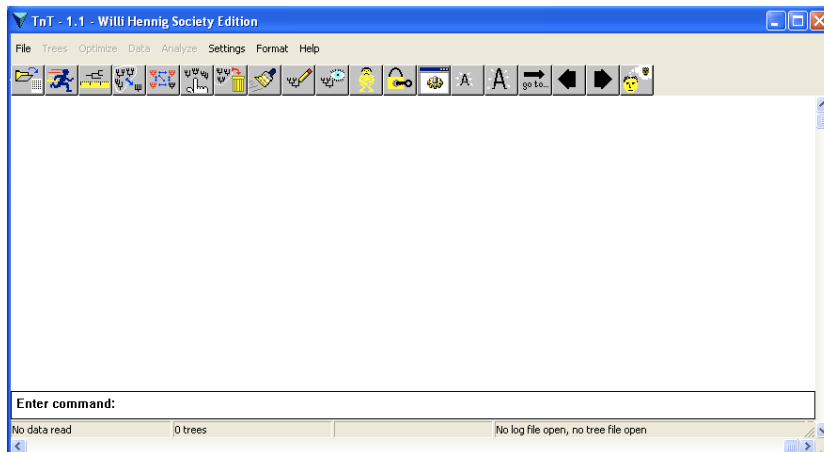 TnT - 1.1 - Willi Hennig Society Edition
File Trees Optimize Data Analyze Settings Format Help
A A go to...
Enter command:
No data read 0 trees No log file open, no tree file open